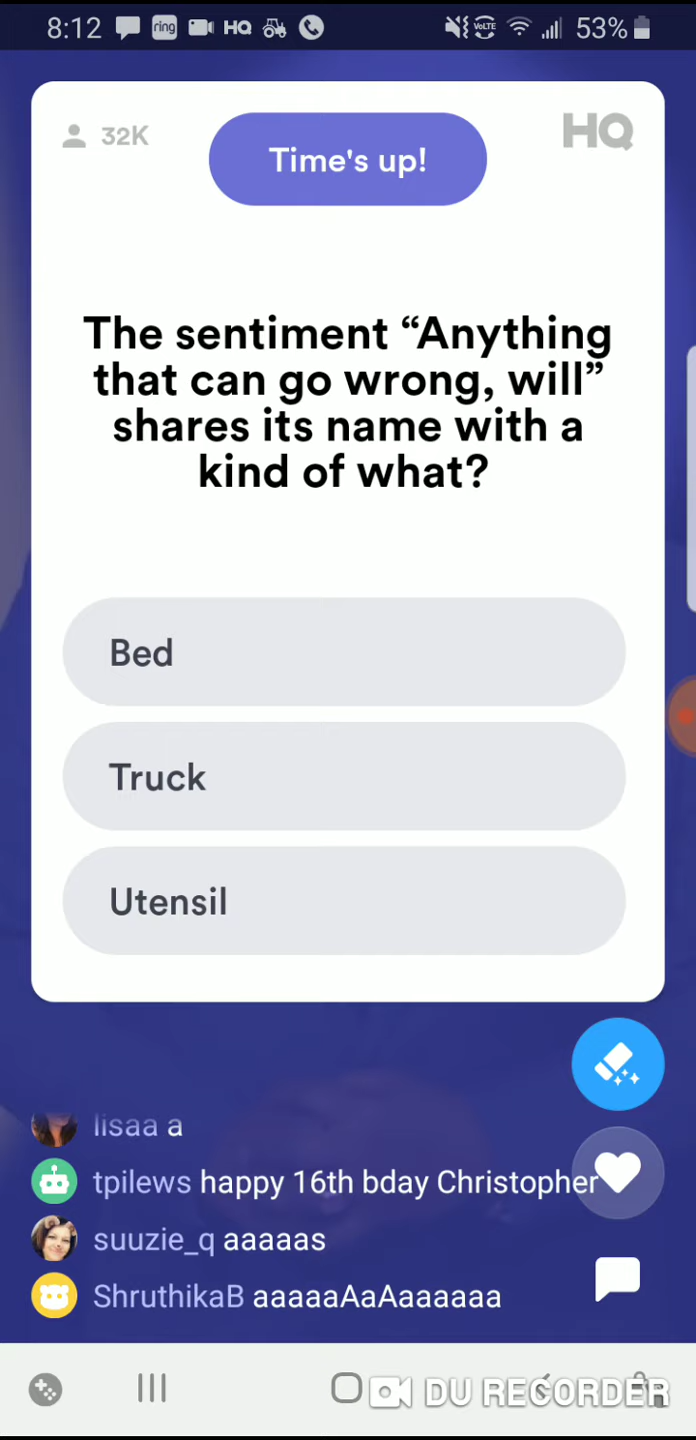 8:12 ring HQ VoLTE 53%
32K Time's up! HQ
The sentiment “Anything
that can go wrong, will”
shares its name with a
kind of what?
Bed
Truck
Utensil
lisaa a
tpilews happy 16th bday Christopher
suuzie_q aaaaas
ShruthikaB aaaaaAaAaaaaaa
DU RECORDER